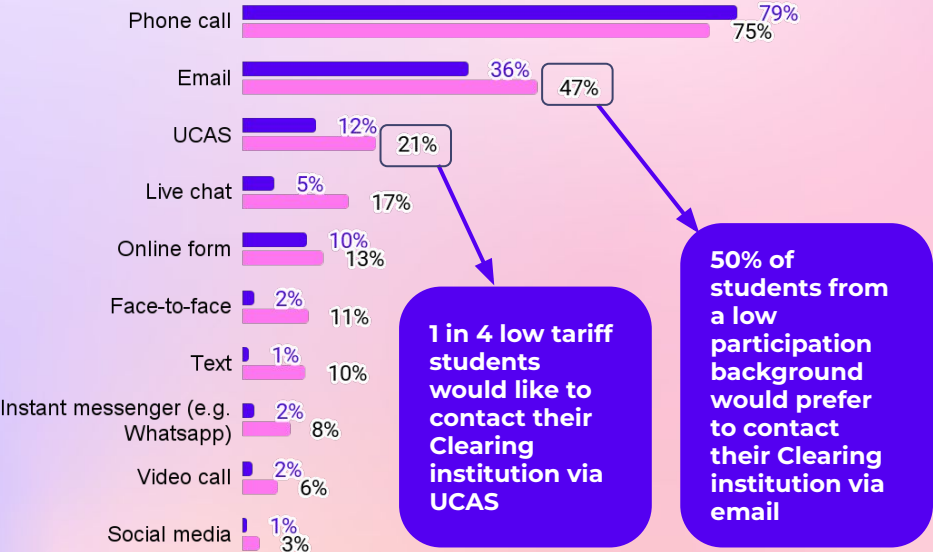 Phone call
79%
75%
Email
36%
47%
UCAS
12%
21%
Live chat
5%
17%
Online form
10%
13%
Face-to-face
2%
11%
Text
1%
10%
Instant messenger (e.g.
Whatsapp)
2%
8%
Video call
2%
6%
Social media
1%
3%
1 in 4 low tariff
students
would like to
contact their
Clearing
institution via
UCAS
50% of
students from
a low
participation
background
would prefer
to contact
their Clearing
institution via
email